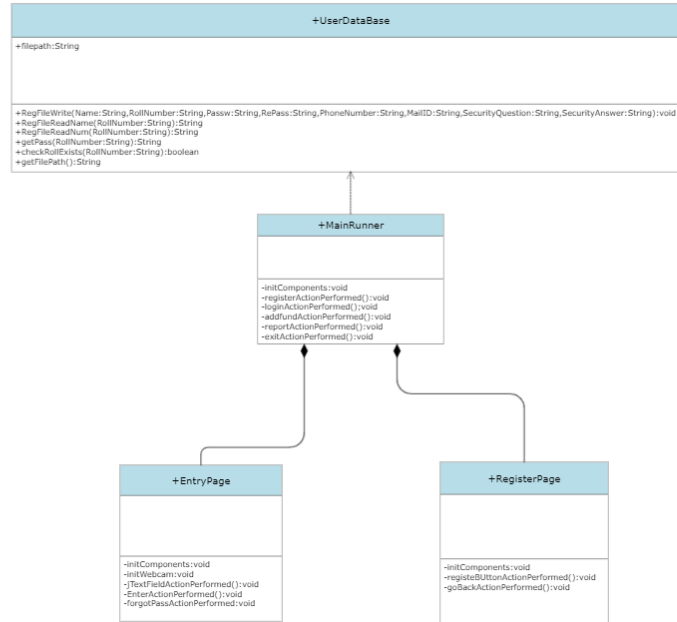 +UserDataBase
+filepath:String
+RegFileWrite(Name:String,RollNumber:String,Passw:String,RePass:String,PhoneNumber:String,MailID:String,SecurityQuestion:String,SecurityAnswer:String):void
+RegFileReadName(RollNumber:String):String
+RegFileReadNum(RollNumber:String):String
+getPass(RollNumber:String):String
+checkRollExists(RollNumber:String):boolean
+getFilePath():String
+MainRunner
-initComponents:void
-registerActionPerformed():void
-loginActionPerformed();void
-addfundActionPerformed():void
-reportActionPerformed():void
-exitActionPerformed():void
+EntryPage
-initComponents:void
-initWebcam:void
-jTextFieldActionPerformed():void
-EnterActionPerformed():void
-forgotPassActionPerformed:void
+RegisterPage
-initComponents:void
-registeBUttonActionPerformed():void
-goBackActionPerformed():void